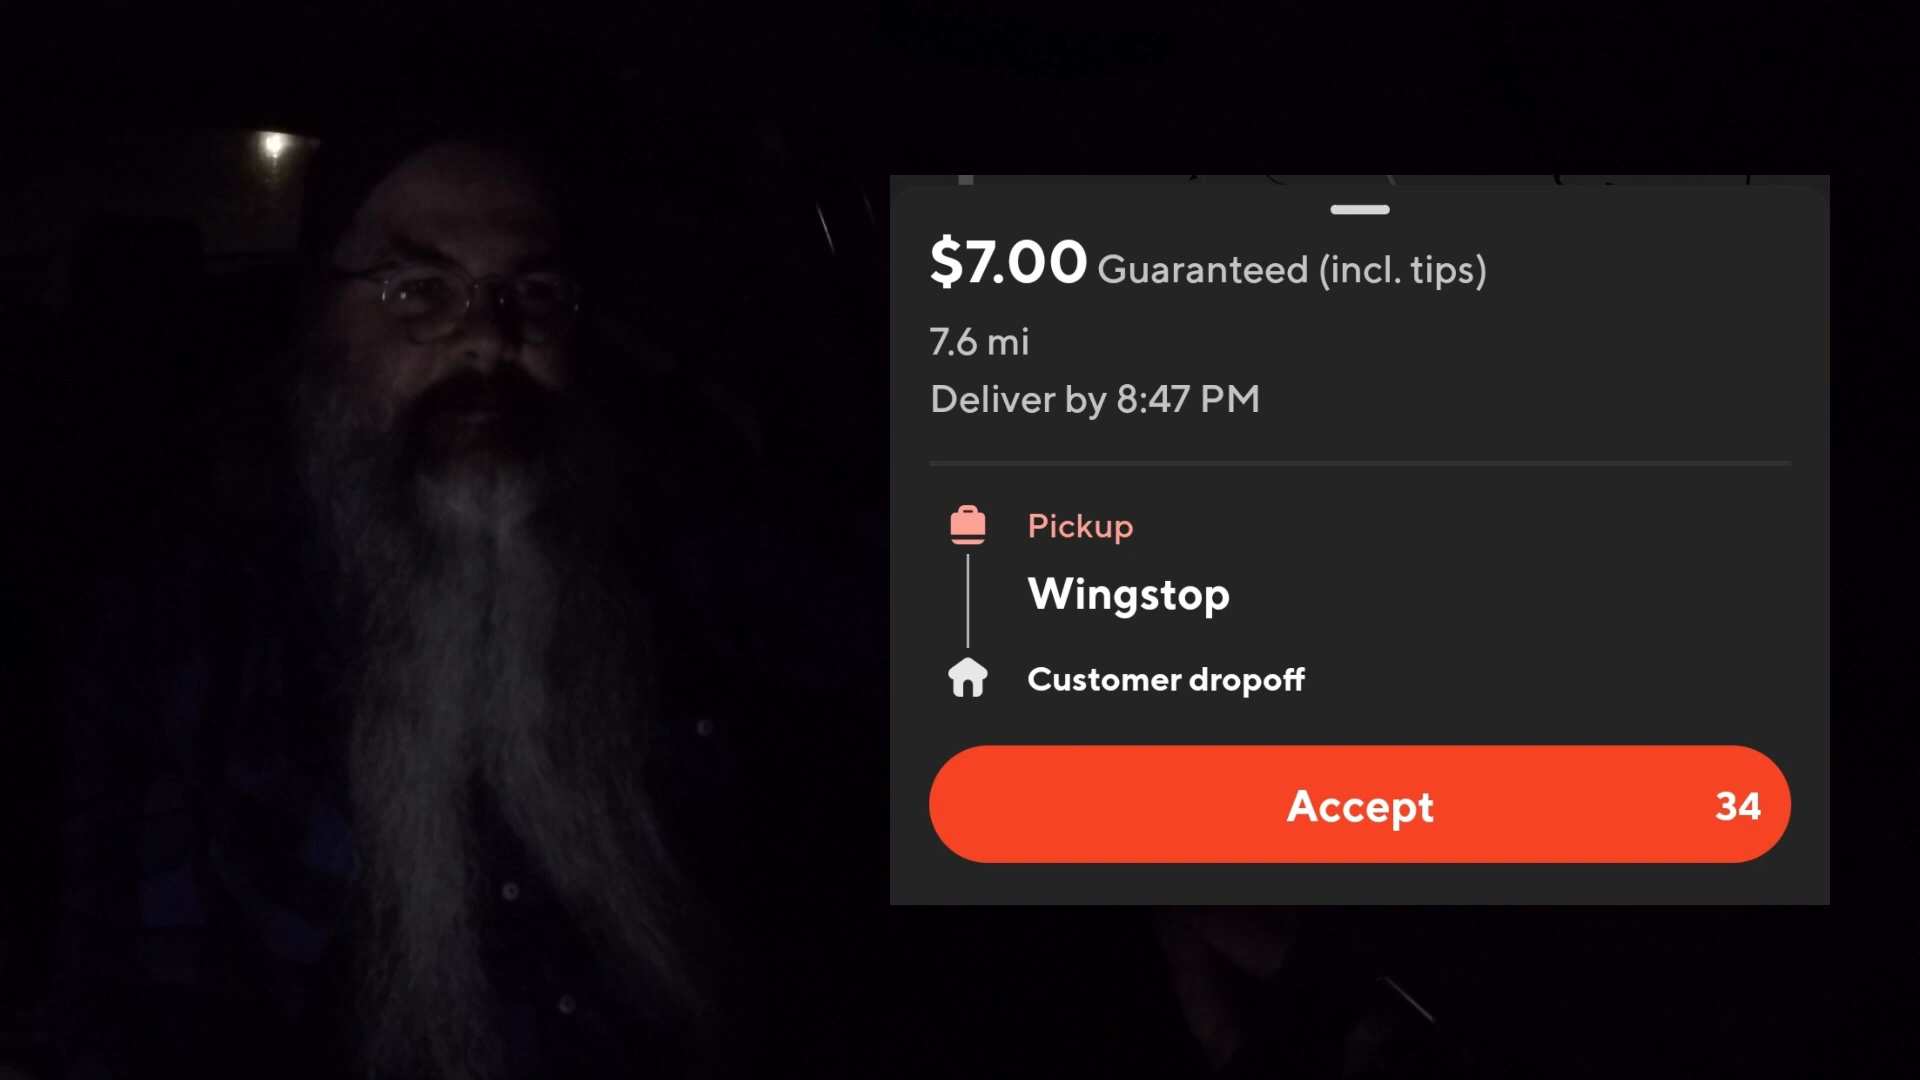 $7.00 Guaranteed (incl. tips)
7.6 mi
Deliver by 8:47 PM
Pickup
Wingstop
Customer dropoff
Accept 34